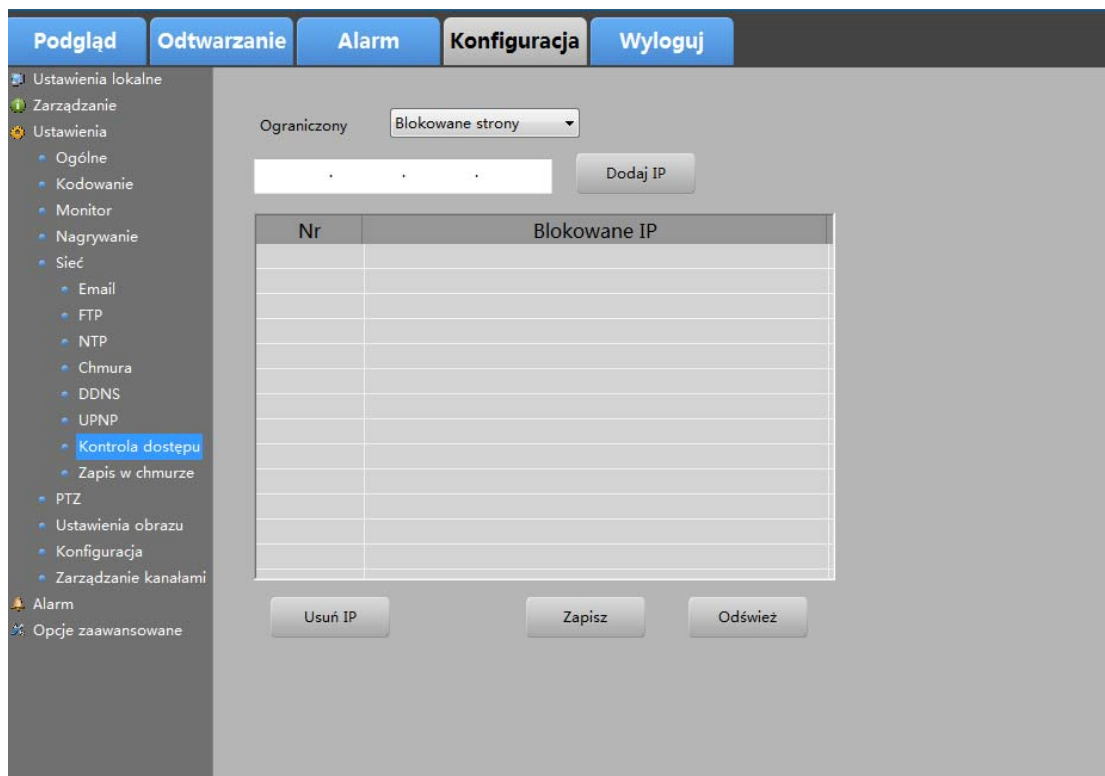 Podgląd Odtwarzanie Alarm Konfiguracja Wyloguj
Ustawienia lokalne
Zarządzanie
Ustawienia
Ogólne
Kodowanie
Monitor
Nagrywanie
Sieć
Email
FTP
NTP
Chmura
DDNS
UPNP
Kontrola dostępu
Zapis w chmurze
PTZ
Ustawienia obrazu
Konfiguracja
Zarządzanie kanałami
Alarm
Opcje zaawansowane
Ograniczony Blokowane strony
. . . Dodaj IP
Nr Blokowane IP
Usuń IP Zapisz Odśwież